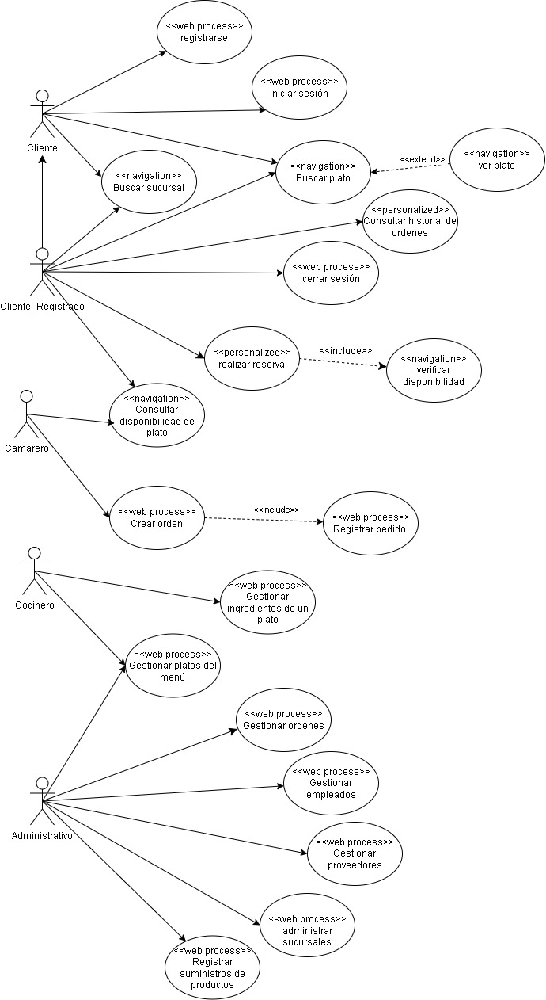 <<web process>>
registrarse
<<web process>>
iniciar sesión
Cliente
<<navigation>>
Buscar sucursal
<<navigation>>
Buscar plato
<<extend>>
<<navigation>>
ver plato
<<personalized>>
Consultar historial de
ordenes
<<web process>>
cerrar sesión
Cliente_Registrado
<<personalized>>
realizar reserva
<<include>>
<<navigation>>
verificar
disponibilidad
<<navigation>>
Consultar
disponibilidad de
plato
Camarero
<<web process>>
Crear orden
<<include>>
<<web process>>
Registrar pedido
Cocinero
<<web process>>
Gestionar
ingredientes de un
plato
<<web process>>
Gestionar platos del
menú
<<web process>>
Gestionar ordenes
<<web process>>
Gestionar
empleados
Administrativo
<<web process>>
Gestionar
proveedores
<<web process>>
administrar
sucursales
<<web process>>
Registrar
suministros de
productos